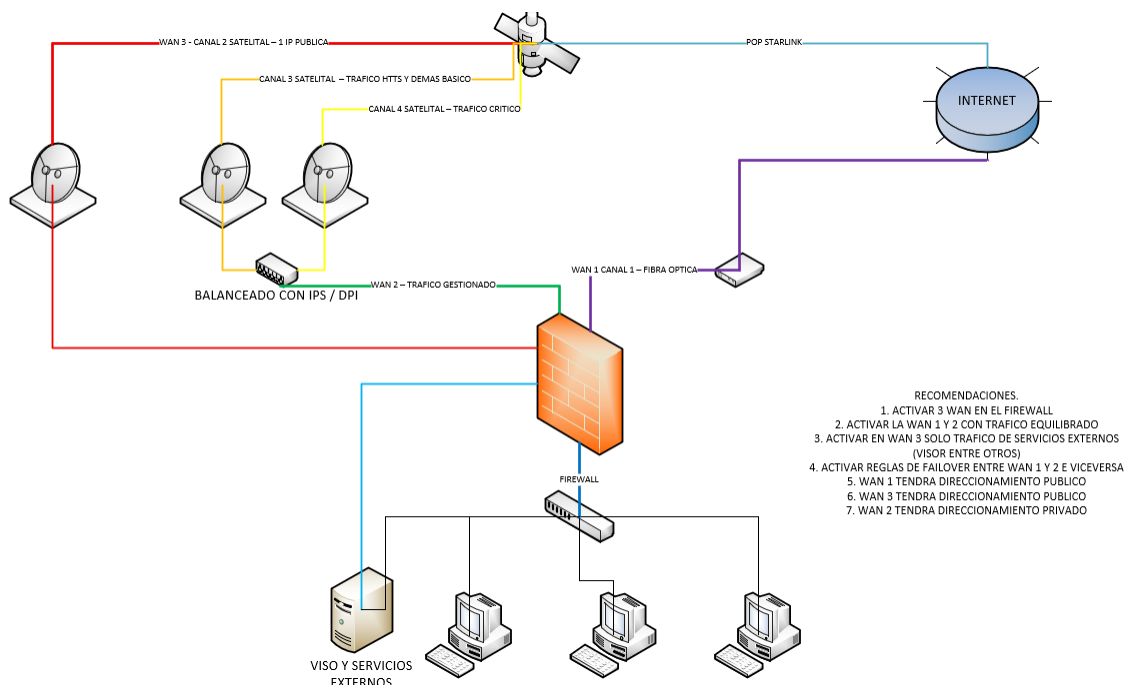 WAN 3 - CANAL 2 SATELITAL – 1 IP PUBLICA
POP STARLINK
CANAL 3 SATELITAL – TRAFICO HTTS Y DEMAS BASICO
CANAL 4 SATELITAL – TRAFICO CRITICO
INTERNET
WAN 1 CANAL 1 – FIBRA OPTICA
WAN 2 – TRAFICO GESTIONADO
BALANCEADO CON IPS / DPI
RECOMENDACIONES.
1. ACTIVAR 3 WAN EN EL FIREWALL
2. ACTIVAR LA WAN 1 Y 2 CON TRAFICO EQUILIBRADO
3. ACTIVAR EN WAN 3 SOLO TRAFICO DE SERVICIOS EXTERNOS
(VISOR ENTRE OTROS)
4. ACTIVAR REGLAS DE FAILOVER ENTRE WAN 1 Y 2 E VICEVERSA
5. WAN 1 TENDRA DIRECCIONAMIENTO PUBLICO
6. WAN 3 TENDRA DIRECCIONAMIENTO PUBLICO
7. WAN 2 TENDRA DIRECCIONAMIENTO PRIVADO
FIREWALL
VISO Y SERVICIOS
EXTERNOS